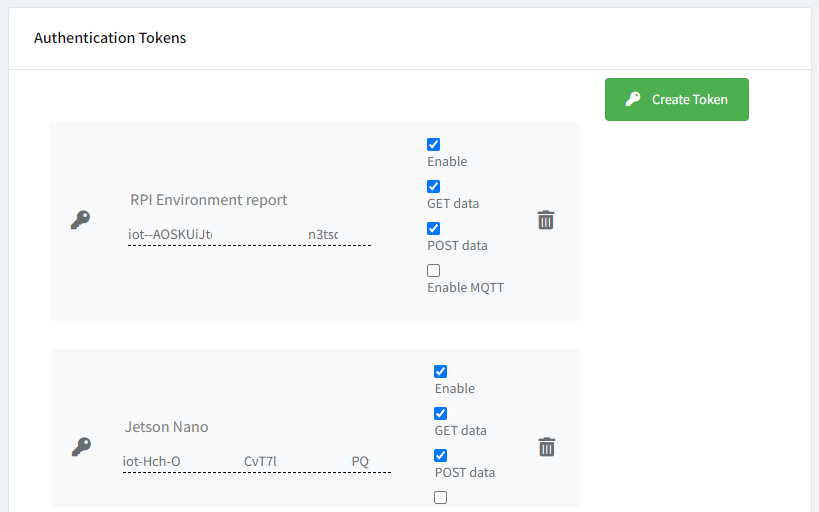 Authentication Tokens
Create Token
Enable
GET data
RPI Environment report
POST data
iot--AOSKUiJt n3tsc
Enable MQTT
Enable
GET data
Jetson Nano
POST data
iot-Hch-O CvT7l PQ